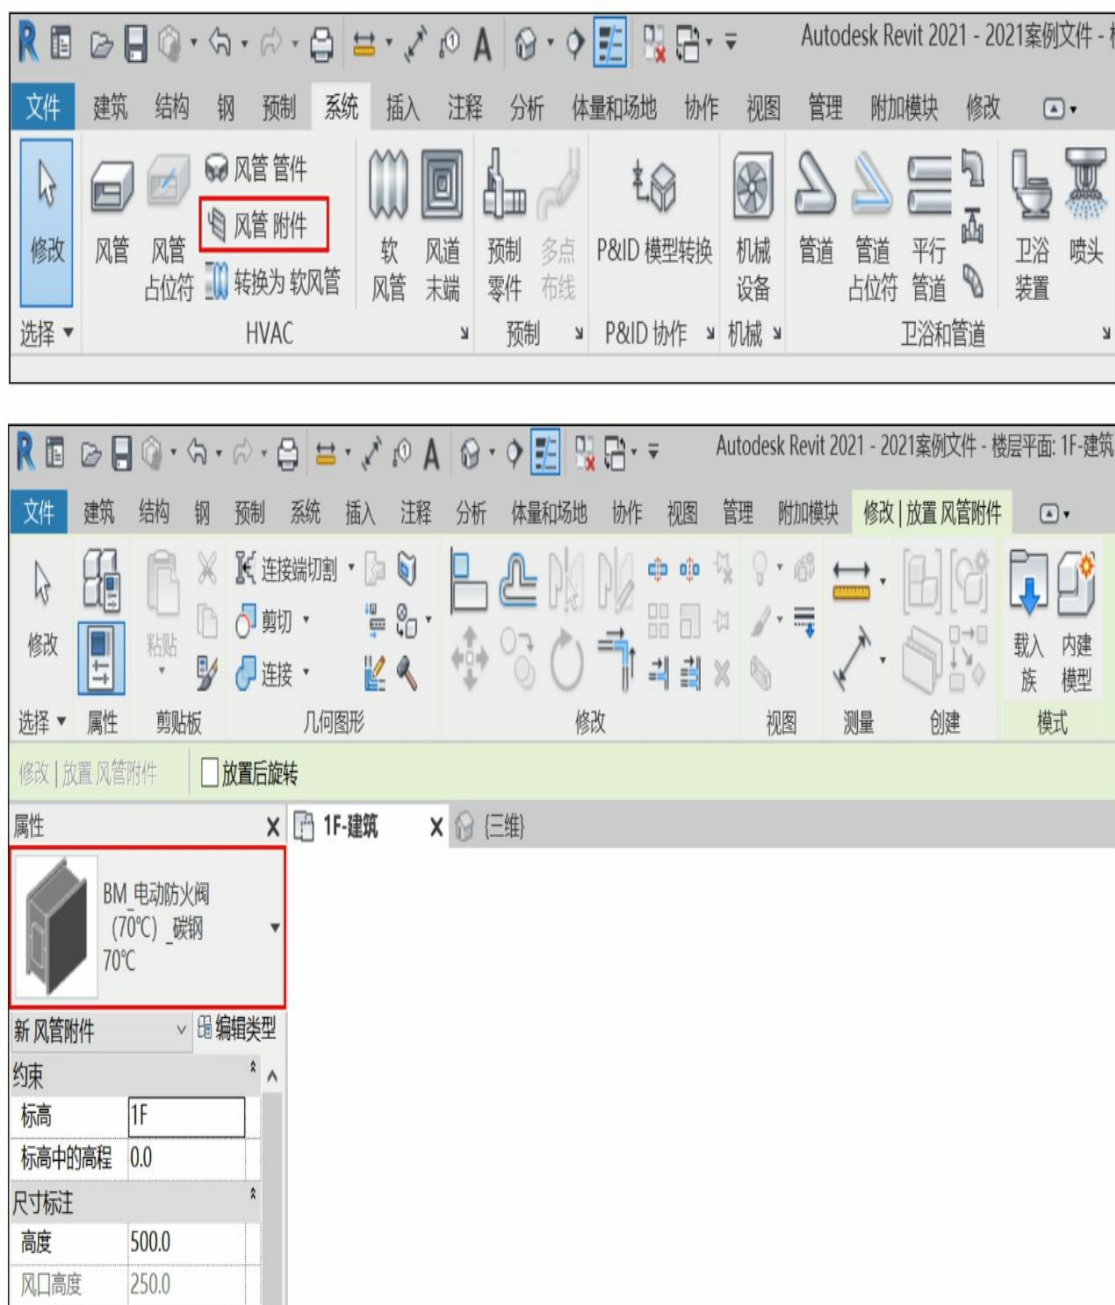 Autodesk Revit 2021 - 2021案例文件 -
文件 建筑 结构 钢 预制 系统 插入 注释 分析 体量和场地 协作 视图 管理 附加模块 修改
风管 管件
风管 附件
转换为 软风管
修改 风管 风管 占位符 软 风管 风道 末端 预制 零件 多点 布线 P&ID 模型转换 机械 设备 管道 管道 占位符 平行 管道 卫浴 装置 喷头
选择 HVAC 预制 P&ID 协作 机械 卫浴和管道
Autodesk Revit 2021 - 2021案例文件 - 楼层平面: 1F-建筑
文件 建筑 结构 钢 预制 系统 插入 注释 分析 体量和场地 协作 视图 管理 附加模块 修改 | 放置 风管附件
连接端切割
剪切
连接
修改 粘贴 载入 族 内建 模型
选择 属性 剪贴板 几何图形 修改 视图 测量 创建 模式
修改 | 放置 风管附件 放置后旋转
属性 1F-建筑 {三维}
BM_电动防火阀
(70℃) _碳钢
70℃
新 风管附件 编辑类型
约束
标高 1F
标高中的高程 0.0
尺寸标注
高度 500.0
风口高度 250.0